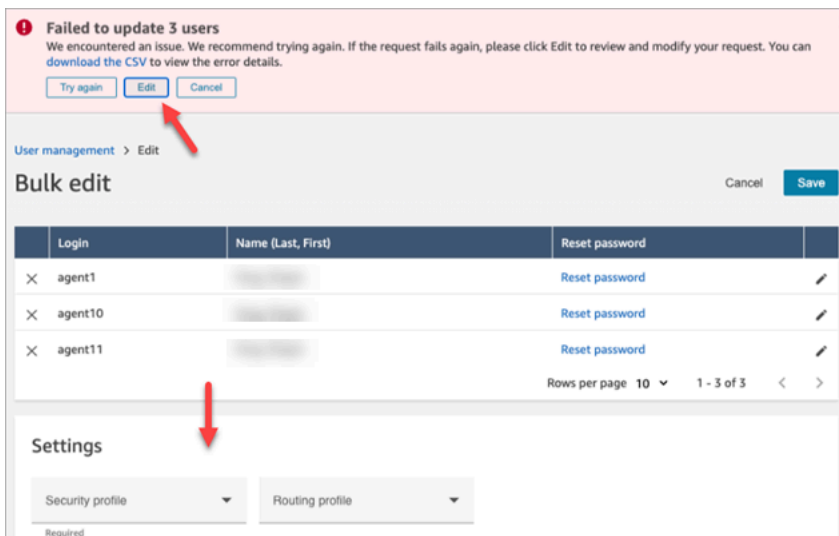 Failed to update 3 users
We encountered an issue. We recommend trying again. If the request fails again, please click Edit to review and modify your request. You can
download the CSV to view the error details.
Try again Edit Cancel
User management > Edit
Bulk edit Cancel Save
Login Name (Last, First) Reset password
agent1 Reset password
agent10 Reset password
agent11 Reset password
Rows per page 10 1 - 3 of 3 < >
Settings
Security profile Routing profile
Required